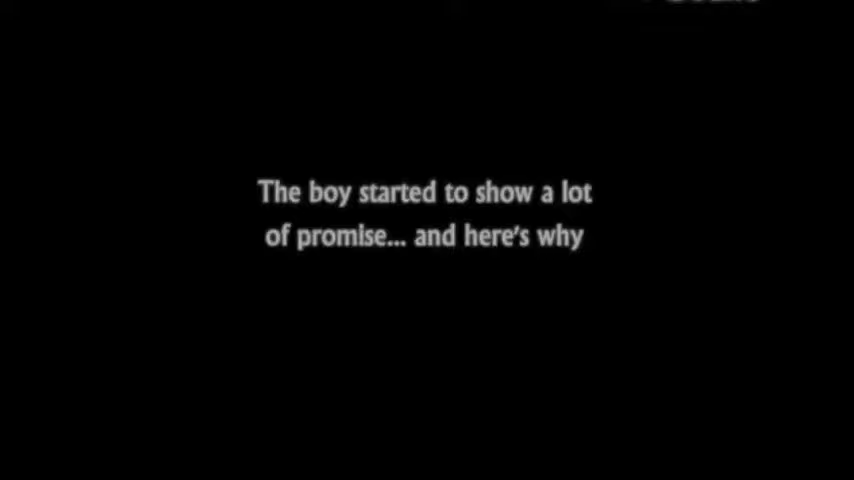 The boy started to show a lot
of promise... and here's why